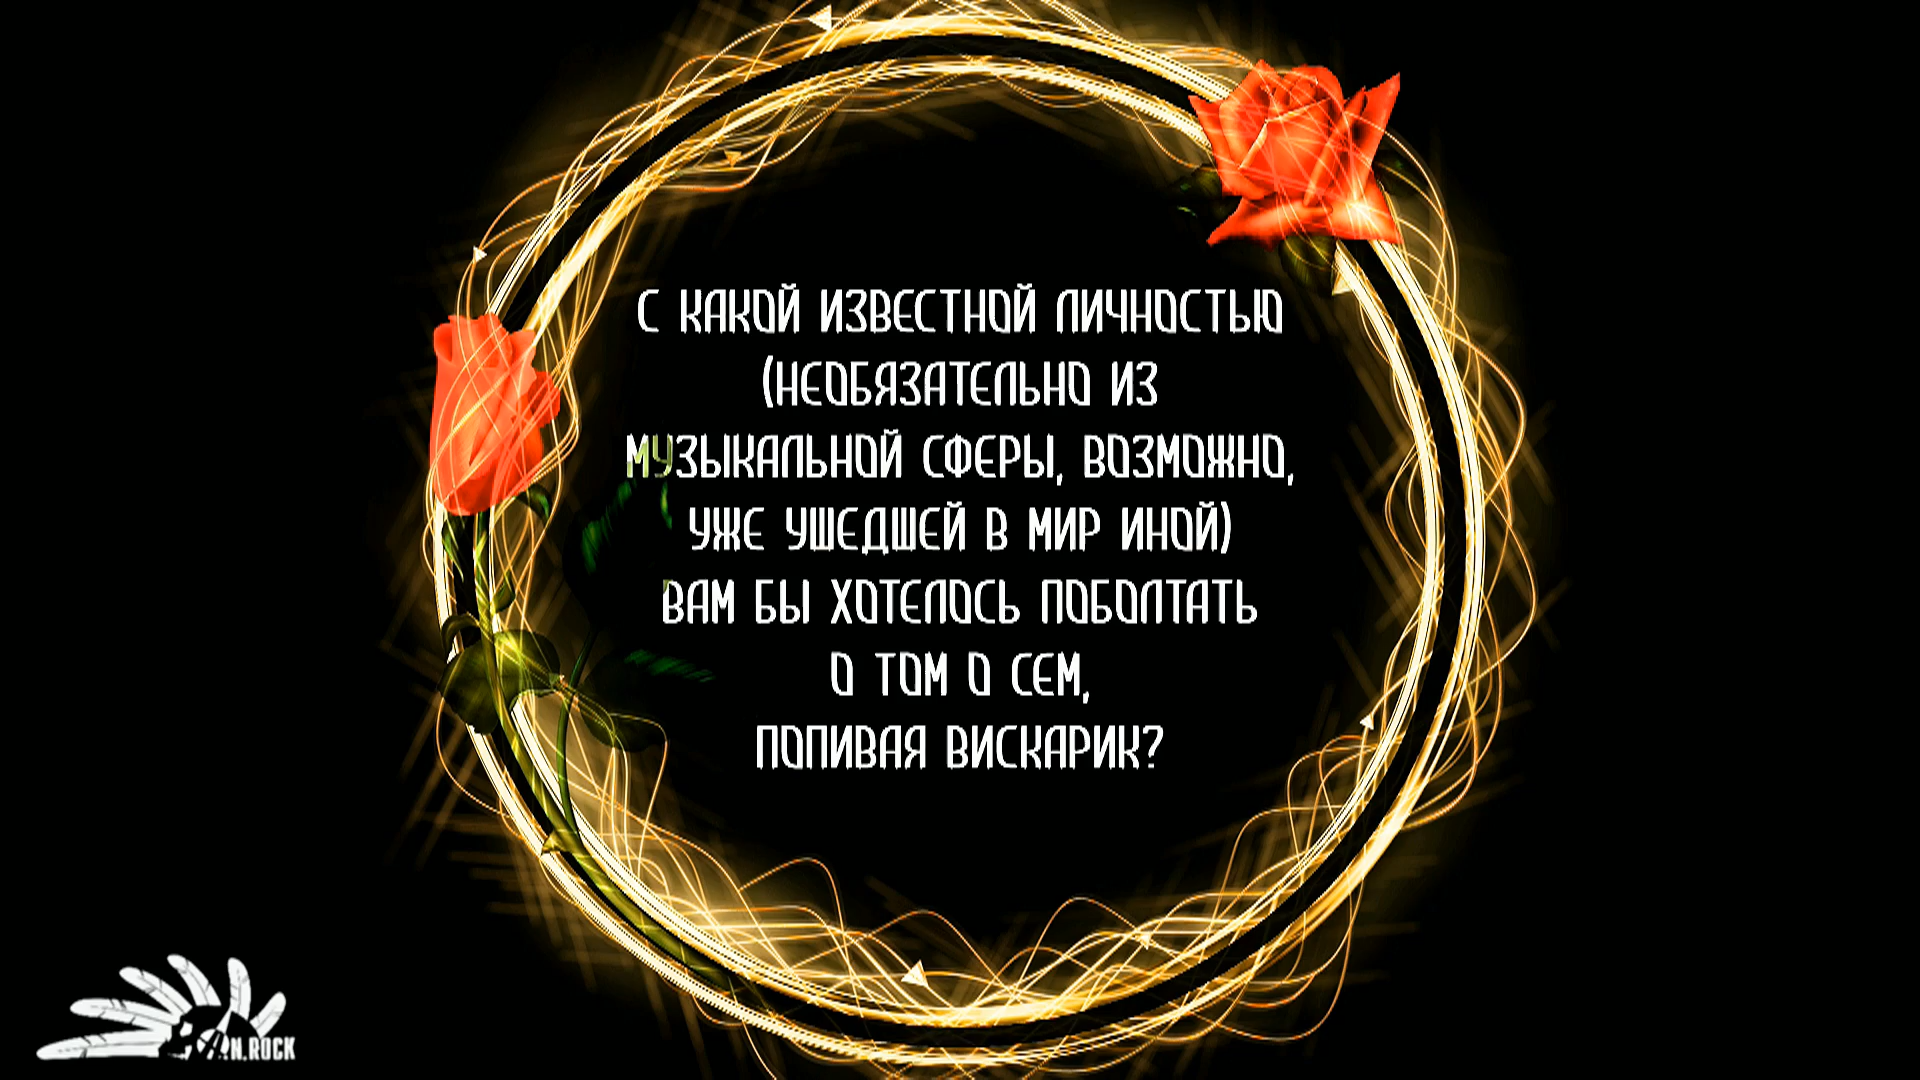 С КАКОЙ ИЗВЕСТНОЙ ЛИЧНОСТЬЮ
(НЕОБЯЗАТЕЛЬНО ИЗ
МУЗЫКАЛЬНОЙ СФЕРЫ, ВОЗМОЖНО,
УЖЕ УШЕДШЕЙ В МИР ИНОЙ)
ВАМ БЫ ХОТЕЛОСЬ ПОБОЛТАТЬ
О ТОМ О СЕМ,
ПОПИВАЯ ВИСКАРИК?
AN.ROCK